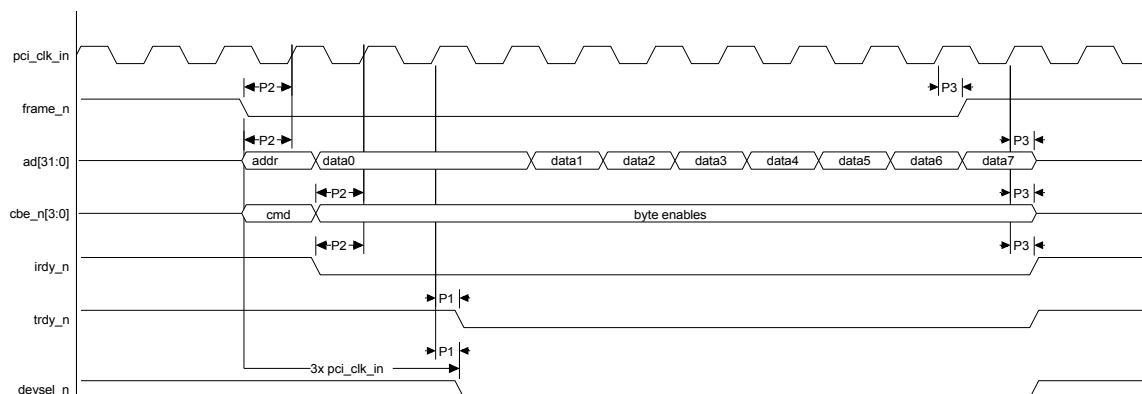 pci_clk_in
P2
P3
frame_n
P2
P3
ad[31:0]
addr
data0
data1
data2
data3
data4
data5
data6
data7
P2
P3
cbe_n[3:0]
cmd
byte enables
P2
P3
irdy_n
P1
trdy_n
P1
3x pci_clk_in
devsel_n